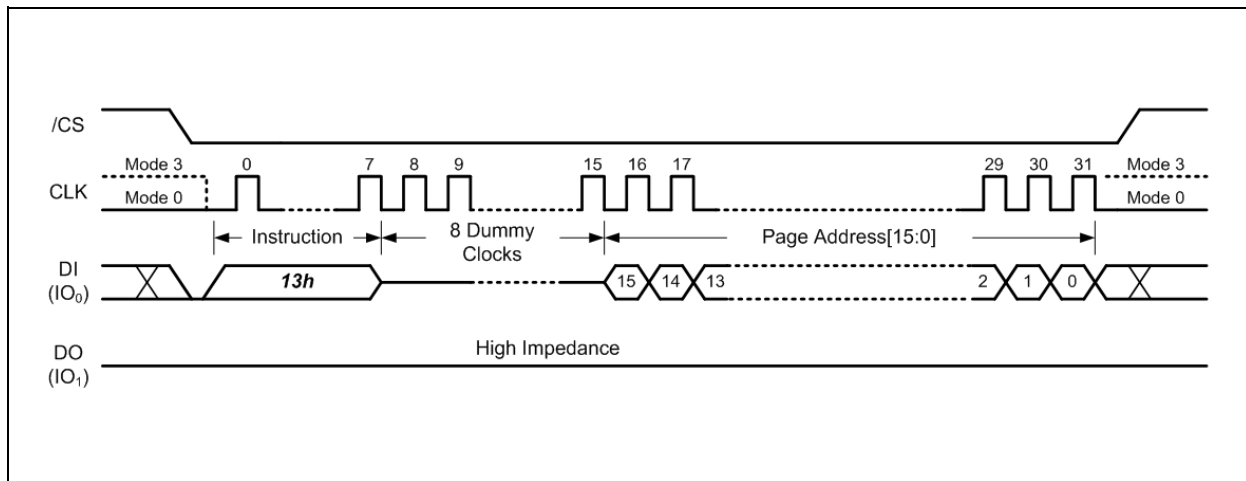 /CS
Mode 3 0 7 8 9 15 16 17 29 30 31 Mode 3
CLK
Mode 0 Mode 0
Instruction 8 Dummy Clocks Page Address[15:0]
DI
(IO₀)
13h 15 14 13 2 1 0
DO
(IO₁)
High Impedance